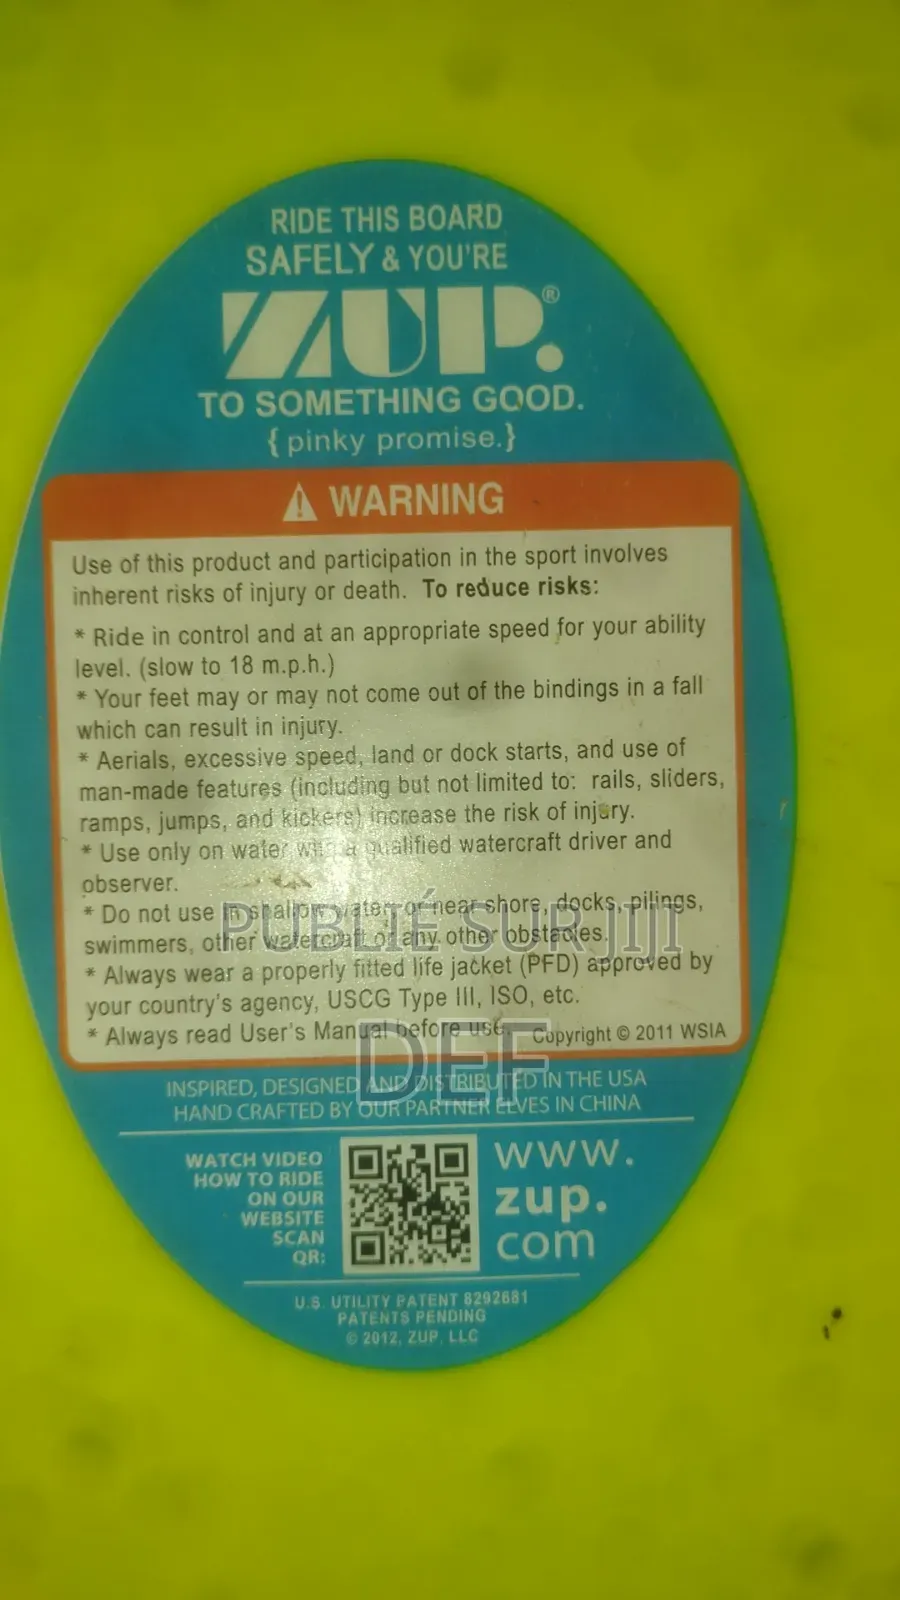 RIDE THIS BOARD
SAFELY & YOU'RE
ZUP.®
TO SOMETHING GOOD.
{ pinky promise.}
WARNING
Use of this product and participation in the sport involves
inherent risks of injury or death. To reduce risks:
* Ride in control and at an appropriate speed for your ability
level. (slow to 18 m.p.h.)
* Your feet may or may not come out of the bindings in a fall
which can result in injury.
* Aerials, excessive speed, land or dock starts, and use of
man-made features (including but not limited to: rails, sliders,
ramps, jumps, and kickers) increase the risk of injury.
* Use only on water with a qualified watercraft driver and
observer.
* Do not use in shallow water, or near shore, docks, pilings,
swimmers, other watercraft or any other obstacles.
* Always wear a properly fitted life jacket (PFD) approved by
your country's agency, USCG Type III, ISO, etc.
* Always read User's Manual before use.
Copyright © 2011 WSIA
PUBLIÉ SUR JIJI
DEF
INSPIRED, DESIGNED AND DISTRIBUTED IN THE USA
HAND CRAFTED BY OUR PARTNER ELVES IN CHINA
WATCH VIDEO
HOW TO RIDE
ON OUR
WEBSITE
SCAN
QR:
www.
zup.
com
U.S. UTILITY PATENT 8292681
PATENTS PENDING
© 2012, ZUP, LLC